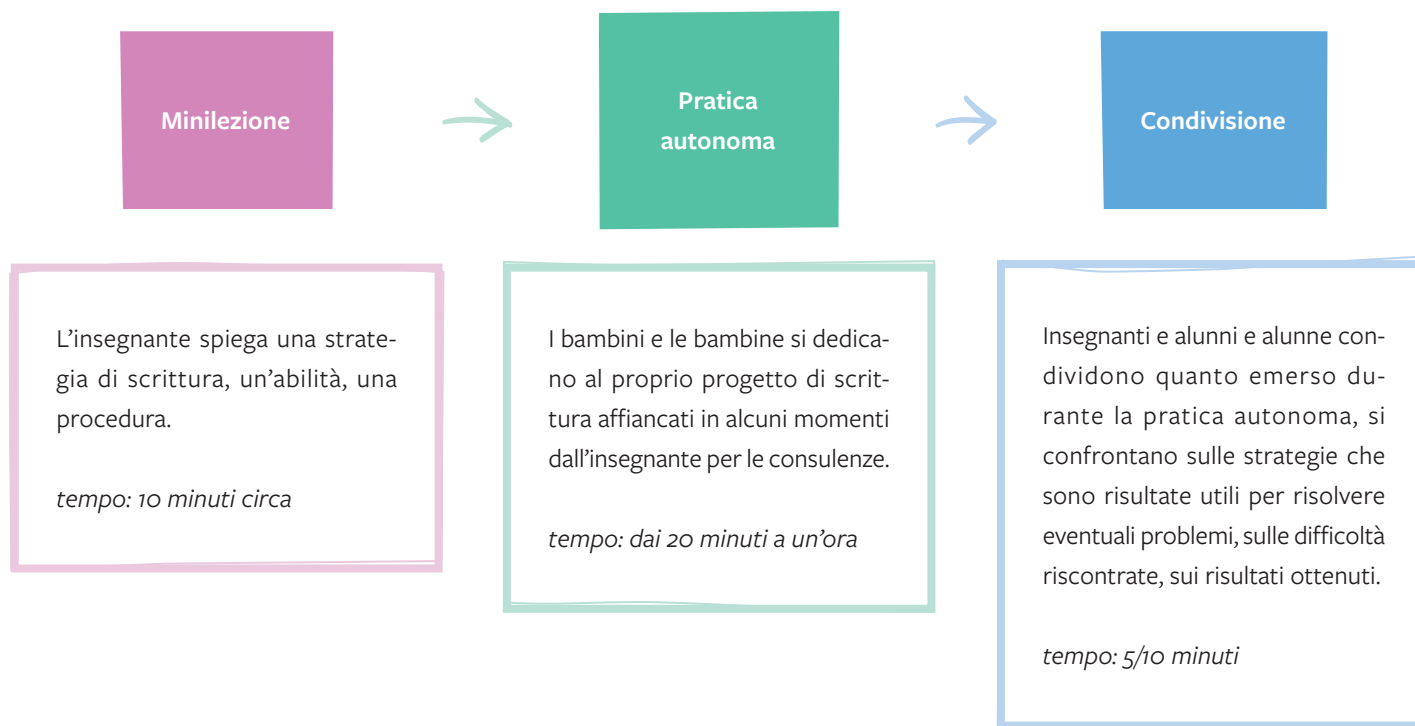 Minilezione
Pratica
autonoma
Condivisione
L’insegnante spiega una strate-
gia di scrittura, un’abilità, una
procedura.
tempo: 10 minuti circa
I bambini e le bambine si dedica-
no al proprio progetto di scrit-
tura affiancati in alcuni momenti
dall’insegnante per le consulenze.
tempo: dai 20 minuti a un’ora
Insegnanti e alunni e alunne con-
dividono quanto emerso du-
rante la pratica autonoma, si
confrontano sulle strategie che
sono risultate utili per risolvere
eventuali problemi, sulle difficoltà
riscontrate, sui risultati ottenuti.
tempo: 5/10 minuti